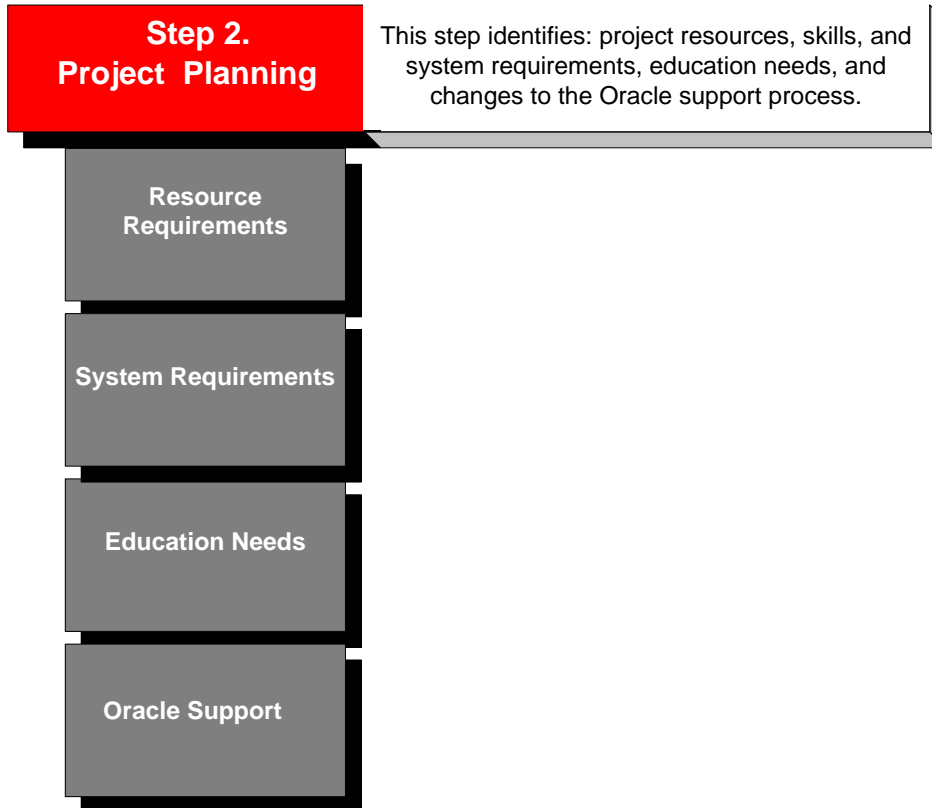 Step 2.
Project  Planning
This step identifies: project resources, skills, and
system requirements, education needs, and
changes to the Oracle support process.
Resource
Requirements
System Requirements
Education Needs
Oracle Support